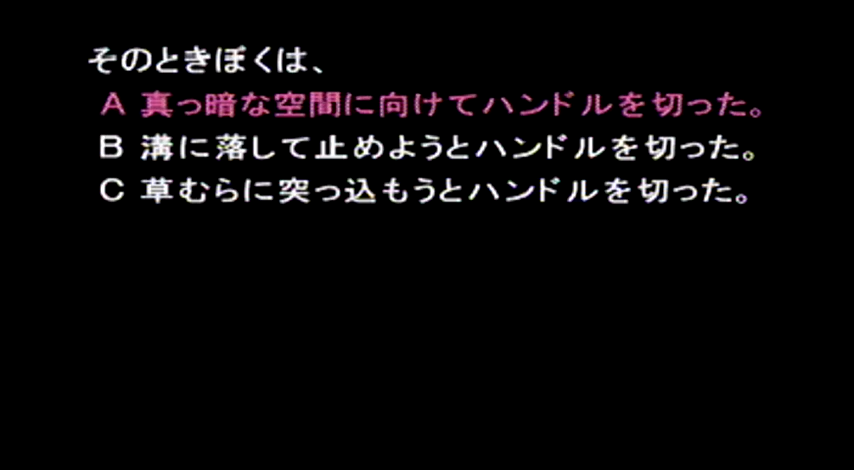 そのときぼくは、
A 真っ暗な空間に向けてハンドルを切った。
B 溝に落して止めようとハンドルを切った。
C 草むらに突っ込もうとハンドルを切った。